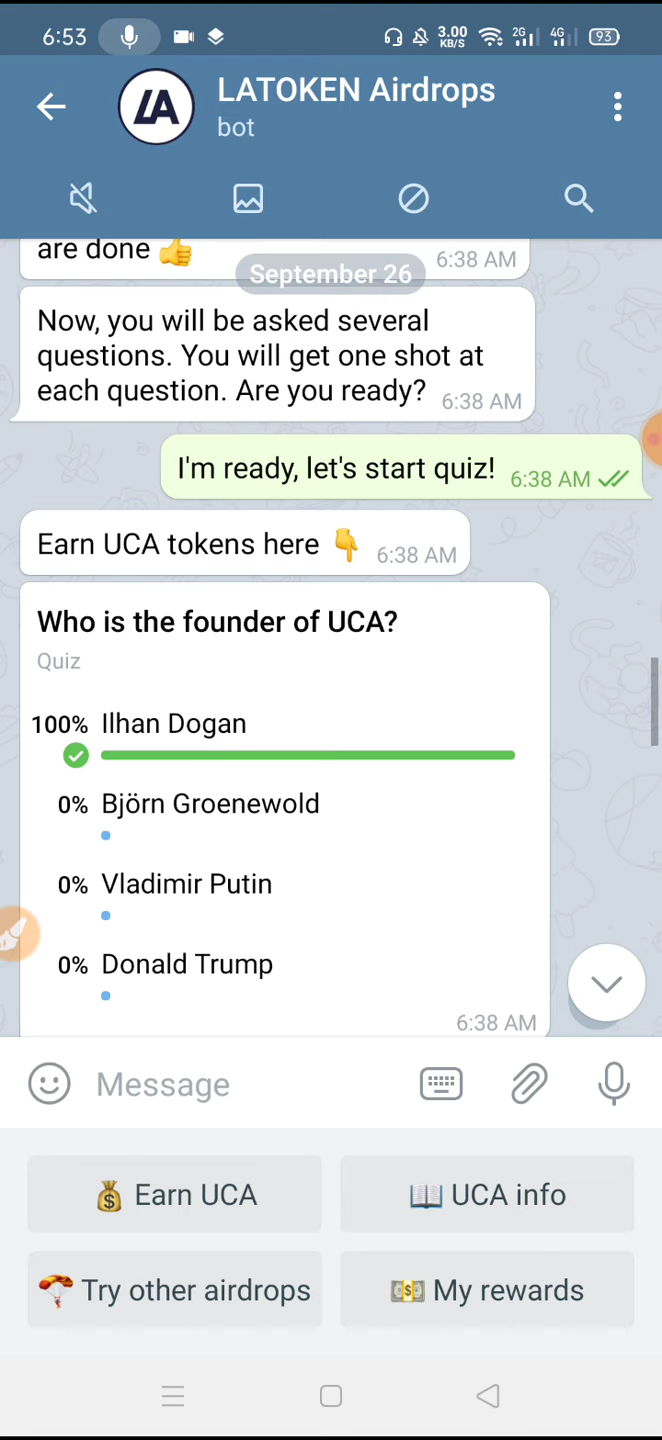 6:53
3.00
KB/S
2G
4G
93
LATOKEN Airdrops
bot
LA
are done 👍 6:38 AM
September 26
Now, you will be asked several
questions. You will get one shot at
each question. Are you ready? 6:38 AM
I'm ready, let's start quiz! 6:38 AM
Earn UCA tokens here 👇 6:38 AM
Who is the founder of UCA?
Quiz
100% Ilhan Dogan
0% Björn Groenewold
0% Vladimir Putin
0% Donald Trump
6:38 AM
Message
💰 Earn UCA
📖 UCA info
🪂 Try other airdrops
💵 My rewards